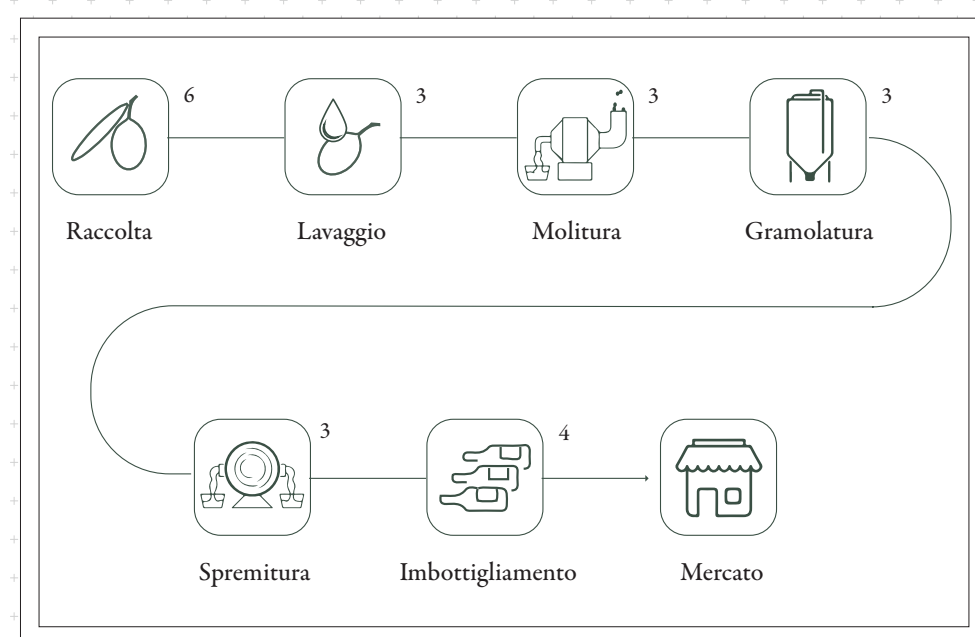 6
3
3
3
Raccolta
Lavaggio
Molitura
Gramolatura
3
4
Spremitura
Imbottigliamento
Mercato